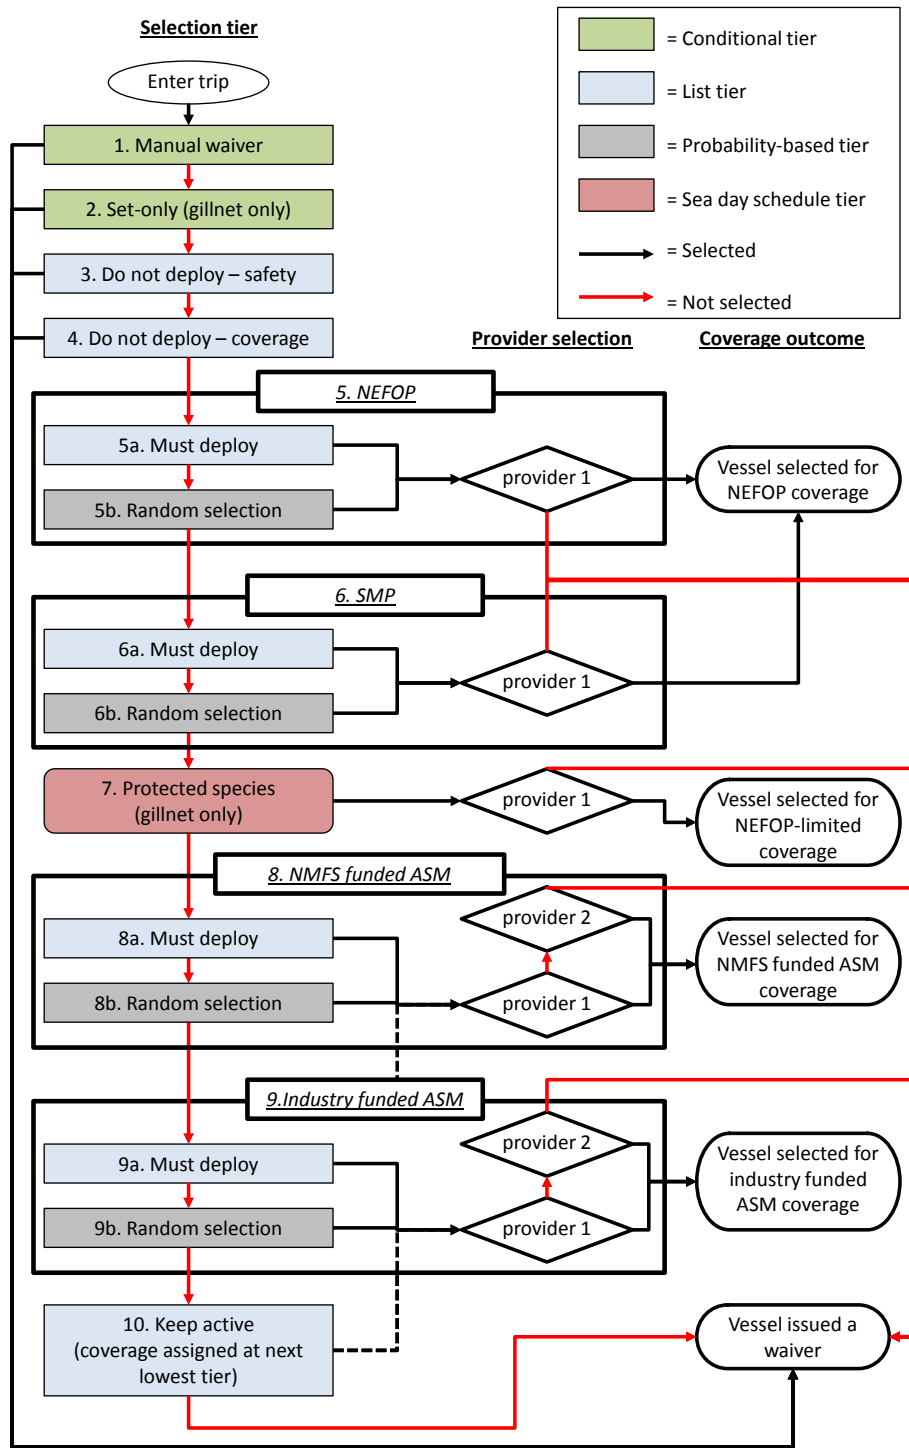 Selection tier
= Conditional tier
= List tier
= Probability-based tier
= Sea day schedule tier
= Selected
= Not selected
Enter trip
1. Manual waiver
2. Set-only (gillnet only)
3. Do not deploy – safety
4. Do not deploy – coverage
Provider selection
Coverage outcome
5. NEFOP
5a. Must deploy
5b. Random selection
provider 1
Vessel selected for
NEFOP coverage
6. SMP
6a. Must deploy
6b. Random selection
provider 1
7. Protected species
(gillnet only)
provider 1
Vessel selected for
NEFOP-limited
coverage
8. NMFS funded ASM
8a. Must deploy
8b. Random selection
provider 2
provider 1
Vessel selected for
NMFS funded ASM
coverage
9.Industry funded ASM
9a. Must deploy
9b. Random selection
provider 2
provider 1
Vessel selected for
industry funded
ASM coverage
10. Keep active
(coverage assigned at next
lowest tier)
Vessel issued a
waiver